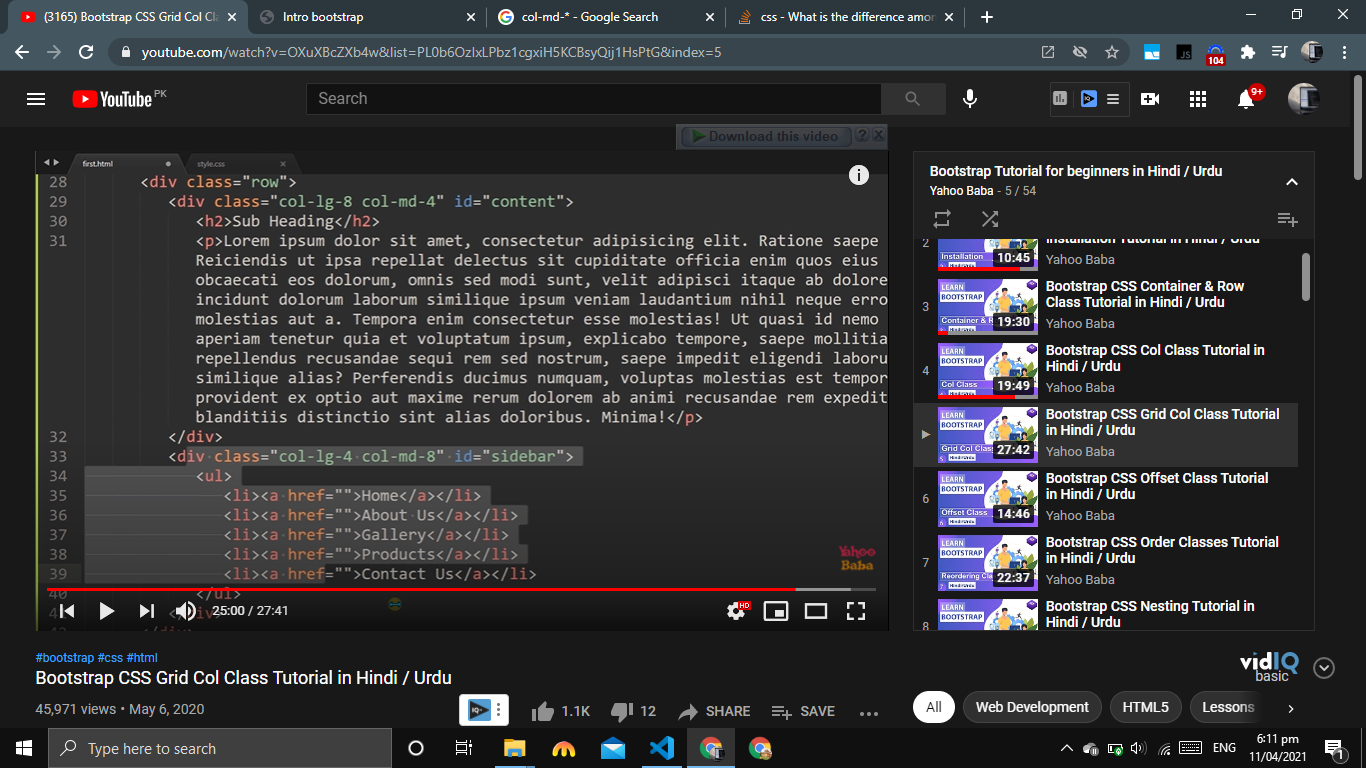 (3165) Bootstrap CSS Grid Col Cla
Intro bootstrap
col-md-* - Google Search
css - What is the difference amor
youtube.com/watch?v=OXuXBcZXb4w&list=PL0b6OzIxLPbz1cgxiH5KCBsyQij1HsPtG&index=5
JS
104
YouTube PK
Search
9+
Download this video
first.html
style.css
28 <div class="row">
29 <div class="col-lg-8 col-md-4" id="content">
30 <h2>Sub Heading</h2>
31 <p>Lorem ipsum dolor sit amet, consectetur adipisicing elit. Ratione saepe
Reiciendis ut ipsa repellat delectus sit cupiditate officia enim quos eius
obcaecati eos dolorum, omnis sed modi sunt, velit adipisci itaque ab dolore
incidunt dolorum laborum similique ipsum veniam laudantium nihil neque erro
molestias aut a. Tempora enim consectetur esse molestias! Ut quasi id nemo
aperiam tenetur quia et voluptatum ipsum, explicabo tempore, saepe mollitia
repellendus recusandae sequi rem sed nostrum, saepe impedit eligendi laboru
similique alias? Perferendis ducimus numquam, voluptas molestias est tempor
provident ex optio aut maxime rerum dolorem ab animi recusandae rem expedit
blanditiis distinctio sint alias doloribus. Minima!</p>
32 </div>
33 <div class="col-lg-4 col-md-8" id="sidebar">
34 <ul>
35 <li><a href="">Home</a></li>
36 <li><a href="">About Us</a></li>
37 <li><a href="">Gallery</a></li>
38 <li><a href="">Products</a></li>
39 <li><a href="">Contact Us</a></li>
40 </ul>
Yahoo
Baba
25:00 / 27:41
HD
Bootstrap Tutorial for beginners in Hindi / Urdu
Yahoo Baba - 5 / 54
2
Installation Tutorial in Hindi / Urdu
Installation
10:45
Yahoo Baba
3
LEARN
BOOTSTRAP
19:30
Bootstrap CSS Container & Row
Class Tutorial in Hindi / Urdu
Yahoo Baba
4
LEARN
BOOTSTRAP
Col Class
19:49
Bootstrap CSS Col Class Tutorial in
Hindi / Urdu
Yahoo Baba
LEARN
BOOTSTRAP
Grid Col Class
27:42
Bootstrap CSS Grid Col Class Tutorial
in Hindi / Urdu
Yahoo Baba
6
LEARN
BOOTSTRAP
Offset Class
14:46
Bootstrap CSS Offset Class Tutorial
in Hindi / Urdu
Yahoo Baba
7
LEARN
BOOTSTRAP
Reordering Cla
22:37
Bootstrap CSS Order Classes Tutorial
in Hindi / Urdu
Yahoo Baba
8
LEARN
BOOTSTRAP
Bootstrap CSS Nesting Tutorial in
Hindi / Urdu
#bootstrap #css #html
Bootstrap CSS Grid Col Class Tutorial in Hindi / Urdu
45,971 views • May 6, 2020
1.1K
12
SHARE
SAVE
vidIQ
basic
All
Web Development
HTML5
Lessons
Type here to search
ENG
6:11 pm
11/04/2021
1